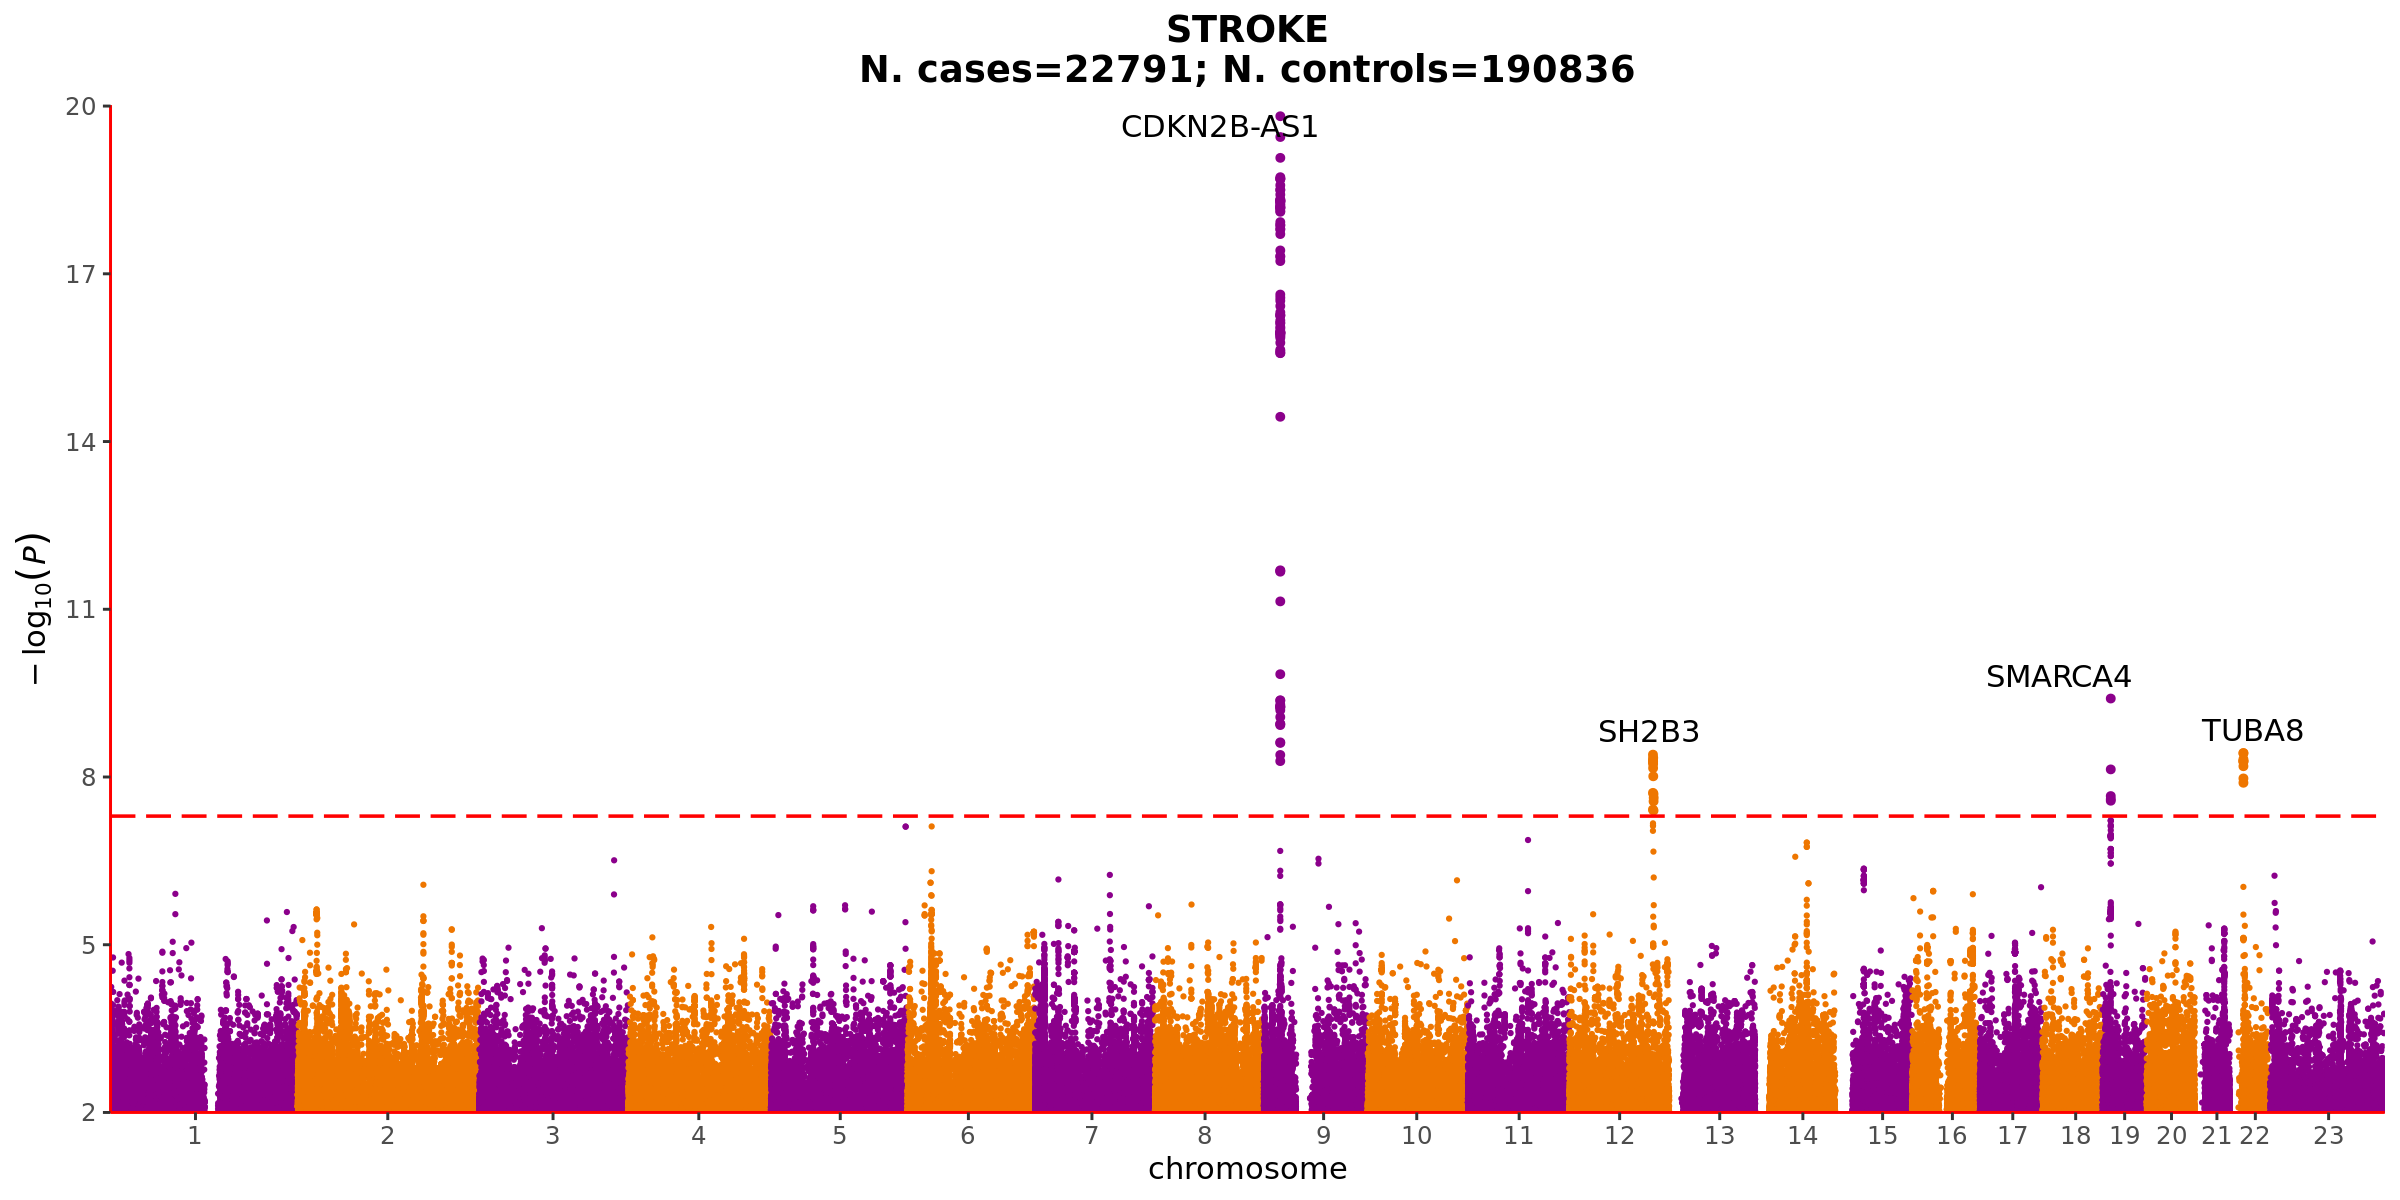 STROKE
N. cases=22791; N. controls=190836
20
17
14
11
8
5
2
−log₁₀(P)
CDKN2B-AS1
SMARCA4
SH2B3
TUBA8
1 2 3 4 5 6 7 8 9 10 11 12 13 14 15 16 17 18 19 20 21 22 23
chromosome